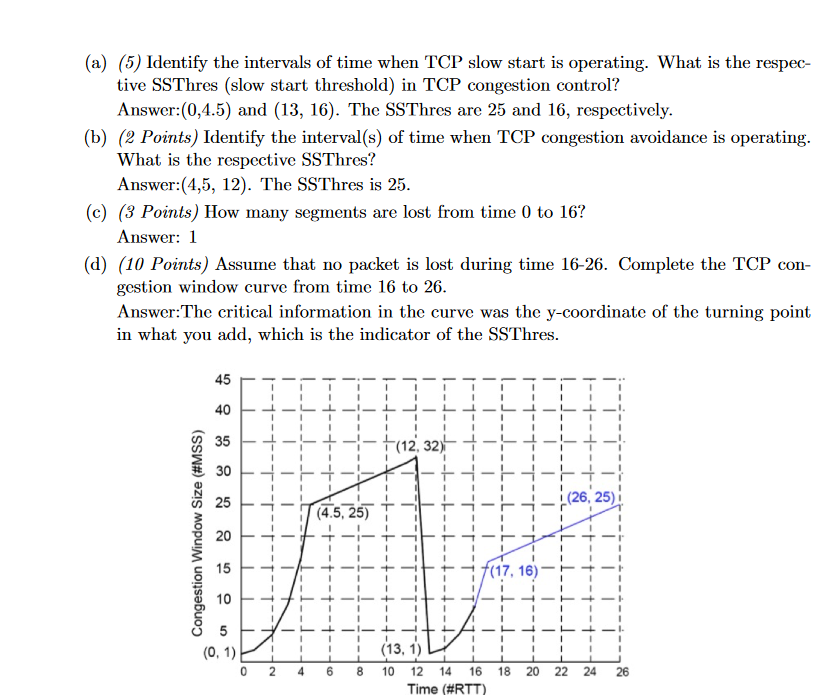 (a) (5) Identify the intervals of time when TCP slow start is operating. What is the respec-
tive SSThres (slow start threshold) in TCP congestion control?
Answer:(0,4.5) and (13, 16). The SSThres are 25 and 16, respectively.
(b) (2 Points) Identify the interval(s) of time when TCP congestion avoidance is operating.
What is the respective SSThres?
Answer:(4,5, 12). The SSThres is 25.
(c) (3 Points) How many segments are lost from time 0 to 16?
Answer: 1
(d) (10 Points) Assume that no packet is lost during time 16-26. Complete the TCP con-
gestion window curve from time 16 to 26.
Answer:The critical information in the curve was the y-coordinate of the turning point
in what you add, which is the indicator of the SSThres.
Congestion Window Size (#MSS)
45
40
35
30
25
20
15
10
5
(0, 1)
(12, 32)
(4.5, 25)
(26, 25)
(17, 16)
(13, 1)
0 2 4 6 8 10 12 14 16 18 20 22 24 26
Time (#RTT)